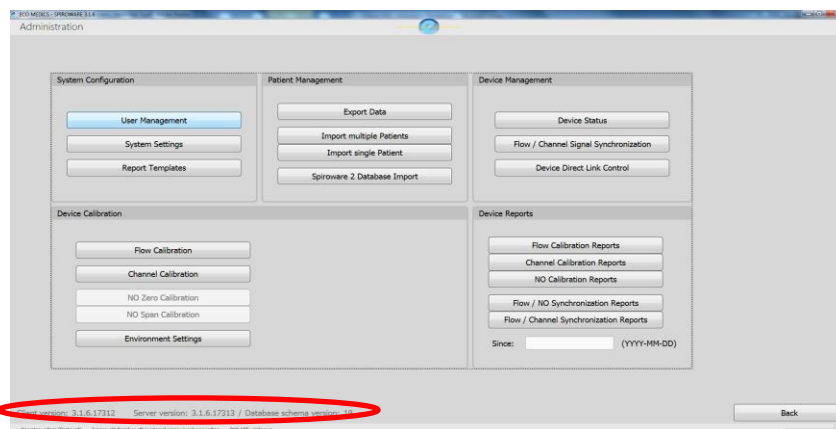 ECO MEDICS - SPIROWARE 3.1.6
Administration
System Configuration
User Management
System Settings
Report Templates
Patient Management
Export Data
Import multiple Patients
Import single Patient
Spiroware 2 Database Import
Device Management
Device Status
Flow / Channel Signal Synchronization
Device Direct Link Control
Device Calibration
Flow Calibration
Channel Calibration
NO Zero Calibration
NO Span Calibration
Environment Settings
Device Reports
Flow Calibration Reports
Channel Calibration Reports
NO Calibration Reports
Flow / NO Synchronization Reports
Flow / Channel Synchronization Reports
Since: (YYYY-MM-DD)
Client version: 3.1.6.17312 Server version: 3.1.6.17313 / Database schema version: 19
Back